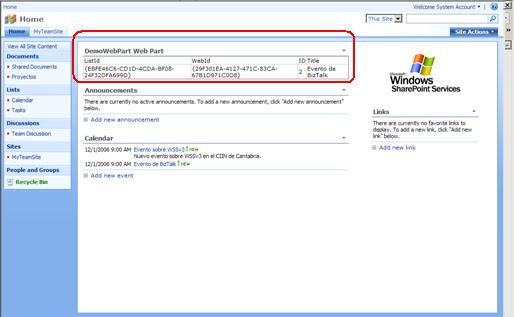 Home
Welcome System Account
Home
This Site
Home
MyTeamSite
Site Actions
View All Site Content
Documents
Shared Documents
Proyectos
Lists
Calendar
Tasks
Discussions
Team Discussion
Sites
MyTeamSite
People and Groups
Recycle Bin
DemoWebPart Web Part
ListId WebId ID Title
{EBFE46C6-CD1D-4CDA-BF08-24F32DFA699D} {29F301EA-4127-471C-83CA-67B1D971C0D8} 2 Evento de BizTalk
Announcements
There are currently no active announcements. To add a new announcement, click "Add new announcement"
below.
Add new announcement
Calendar
12/1/2006 9:00 AM Evento sobre WSSv3 ! NEW
Nuevo evento sobre WSSv3 en el CIIN de Cantabria.
12/1/2006 9:00 AM Evento de BizTalk ! NEW
Add new event
Microsoft
Windows
SharePoint Services
Links
There are currently no favorite links to
display. To add a new link, click "Add new
link" below.
Add new link